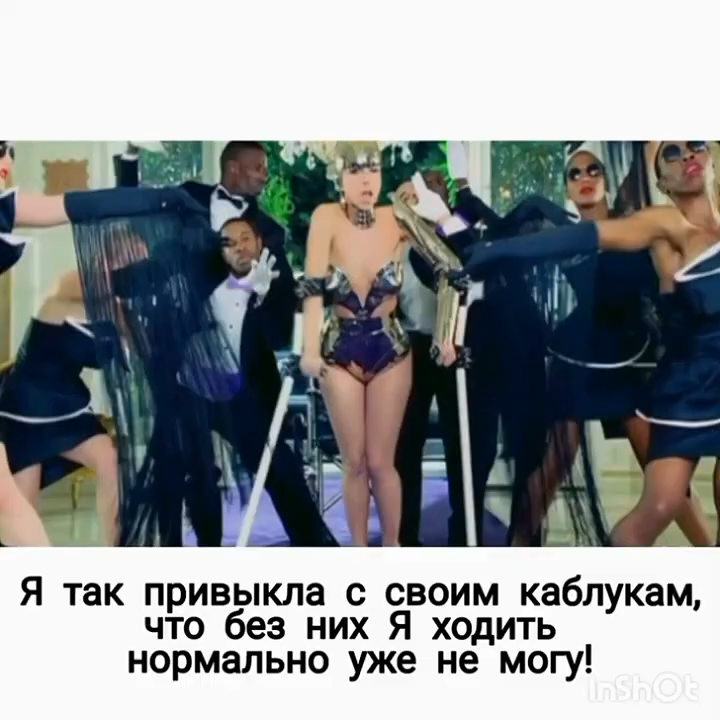 Я так привыкла с своим каблукам,
что без них Я ходить
нормально уже не могу!
InShOt